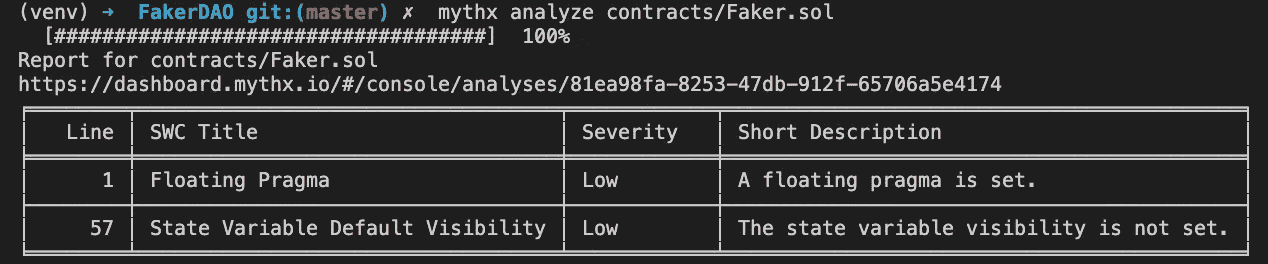 (venv) → FakerDAO git:(master) ✗ mythx analyze contracts/Faker.sol
[####################################] 100%
Report for contracts/Faker.sol
https://dashboard.mythx.io/#/console/analyses/81ea98fa-8253-47db-912f-65706a5e4174
Line SWC Title Severity Short Description
1 Floating Pragma Low A floating pragma is set.
57 State Variable Default Visibility Low The state variable visibility is not set.